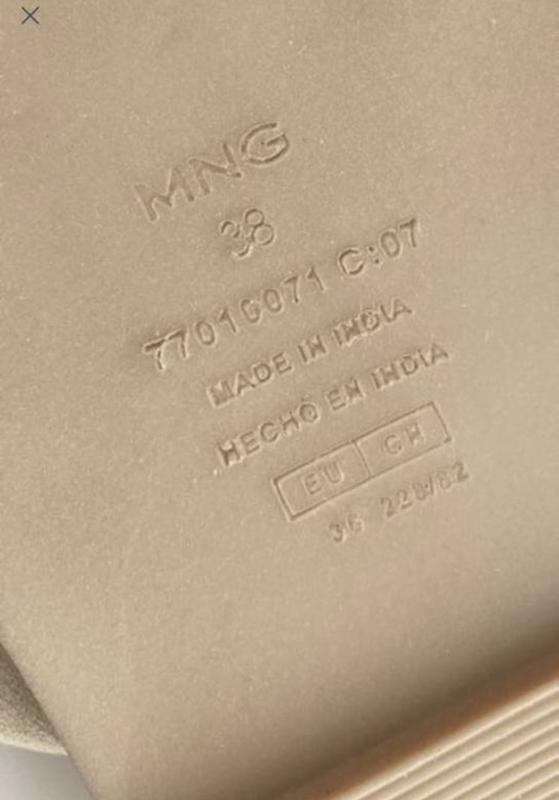 MNG
38
77010071 C:07
MADE IN INDIA
HECHO EN INDIA
EU CH